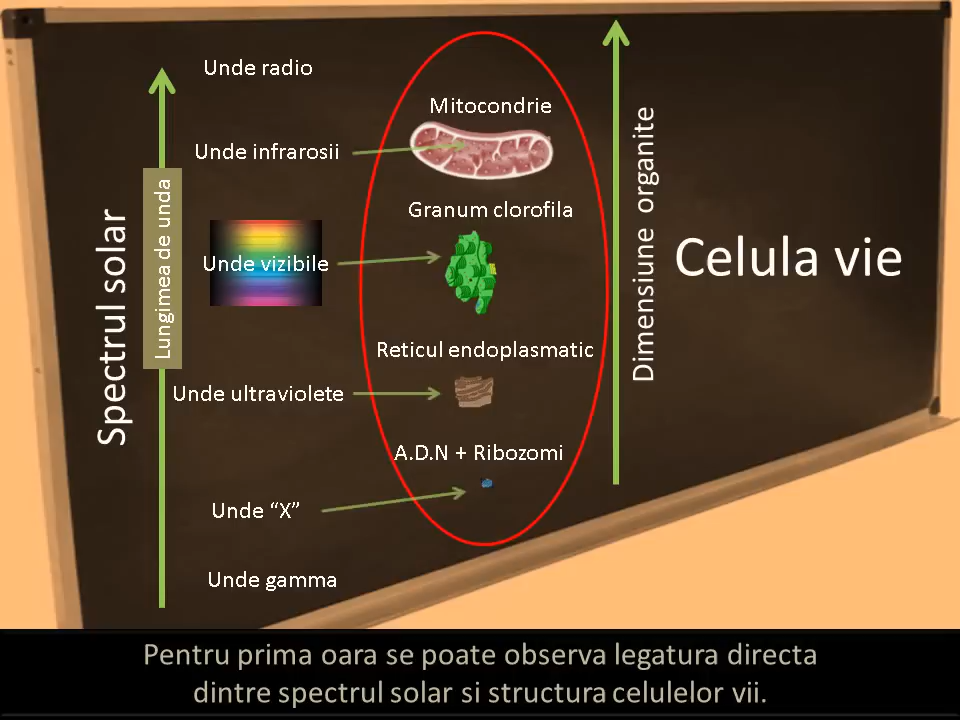 Unde radio
Mitocondrie
Unde infrarosii
Granum clorofila
Unde vizibile
Reticul endoplasmatic
Unde ultraviolete
A.D.N + Ribozomi
Unde “X”
Unde gamma
Spectrul solar
Lungimea de unda
Dimensiune organite
Celula vie
Pentru prima oara se poate observa legatura directa
dintre spectrul solar si structura celulelor vii.